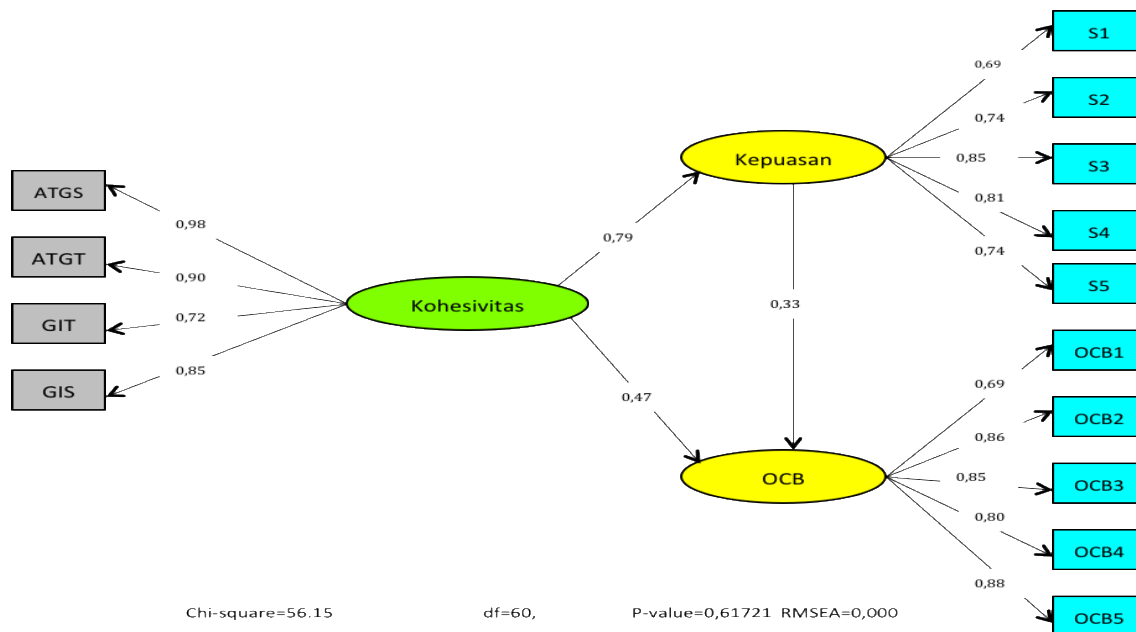 S1
0,69
S2
0,74
Kepuasan
0,85
S3
ATGS
0,81
0,98
S4
0,79
0,74
ATGT
0,90
S5
Kohesivitas
0,33
GIT
0,72
OCB1
0,85
GIS
0,69
0,47
OCB2
0,86
OCB
0,85
OCB3
0,80
OCB4
0,88
Chi-square=56.15 df=60, P-value=0,61721 RMSEA=0,000
OCB5